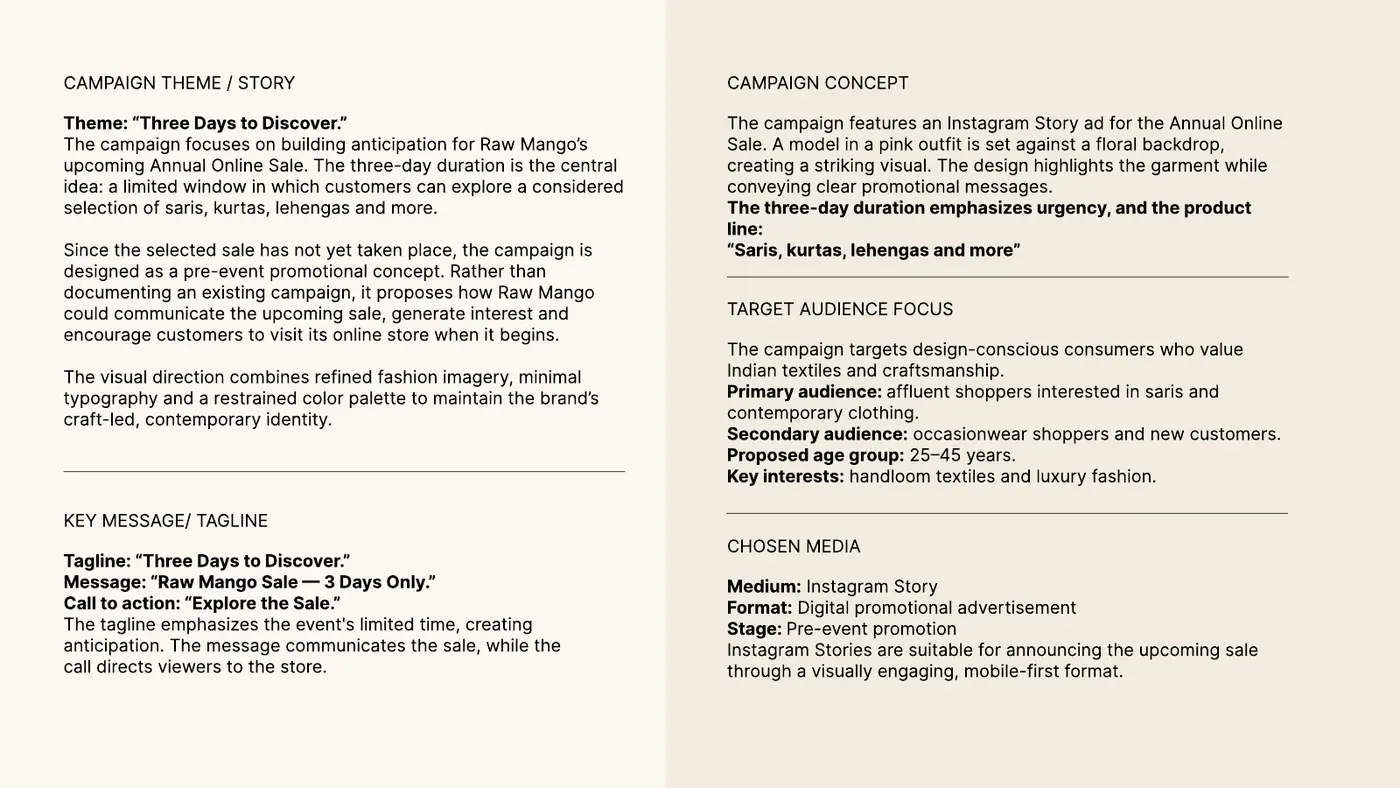 CAMPAIGN THEME / STORY
Theme: “Three Days to Discover.”
The campaign focuses on building anticipation for Raw Mango’s
upcoming Annual Online Sale. The three-day duration is the central
idea: a limited window in which customers can explore a considered
selection of saris, kurtas, lehengas and more.
Since the selected sale has not yet taken place, the campaign is
designed as a pre-event promotional concept. Rather than
documenting an existing campaign, it proposes how Raw Mango
could communicate the upcoming sale, generate interest and
encourage customers to visit its online store when it begins.
The visual direction combines refined fashion imagery, minimal
typography and a restrained color palette to maintain the brand’s
craft-led, contemporary identity.
KEY MESSAGE/ TAGLINE
Tagline: “Three Days to Discover.”
Message: “Raw Mango Sale — 3 Days Only.”
Call to action: “Explore the Sale.”
The tagline emphasizes the event's limited time, creating
anticipation. The message communicates the sale, while the
call directs viewers to the store.
CAMPAIGN CONCEPT
The campaign features an Instagram Story ad for the Annual Online
Sale. A model in a pink outfit is set against a floral backdrop,
creating a striking visual. The design highlights the garment while
conveying clear promotional messages.
The three-day duration emphasizes urgency, and the product
line:
“Saris, kurtas, lehengas and more”
TARGET AUDIENCE FOCUS
The campaign targets design-conscious consumers who value
Indian textiles and craftsmanship.
Primary audience: affluent shoppers interested in saris and
contemporary clothing.
Secondary audience: occasionwear shoppers and new customers.
Proposed age group: 25–45 years.
Key interests: handloom textiles and luxury fashion.
CHOSEN MEDIA
Medium: Instagram Story
Format: Digital promotional advertisement
Stage: Pre-event promotion
Instagram Stories are suitable for announcing the upcoming sale
through a visually engaging, mobile-first format.